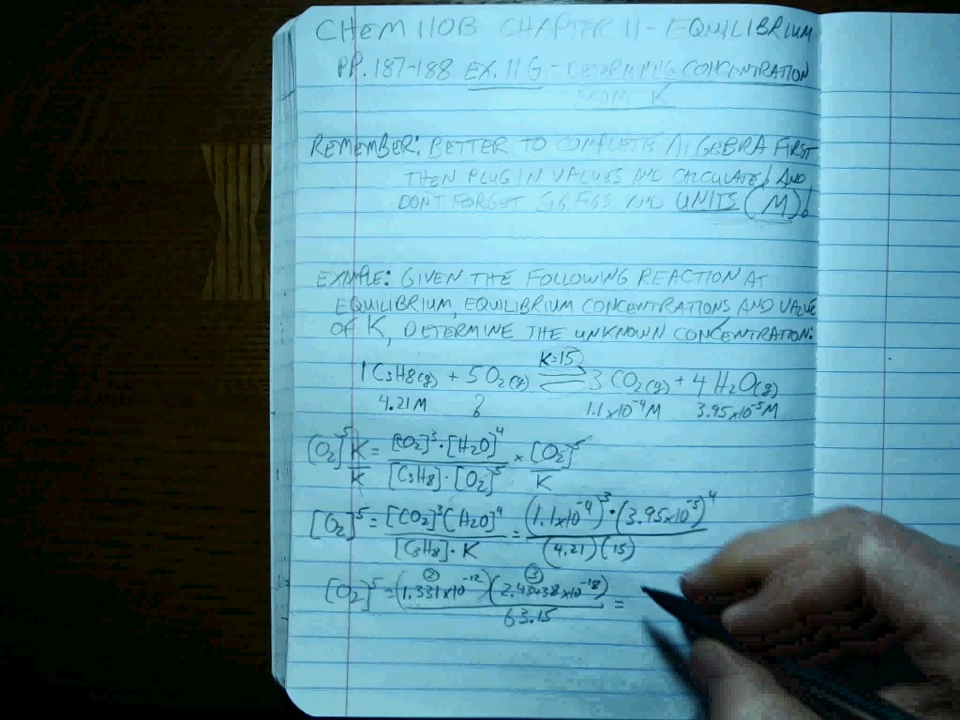 CHEM 110B CHAPTER 11 - EQUILIBRIUM
PP. 187-188 EX. 11G - DETERMINING CONCENTRATION
FROM K
REMEMBER: BETTER TO COMPLETE ALGEBRA FIRST
THEN PLUG IN VALUES AND CALCULATE! AND
DONT FORGET SIG FIGS AND UNITS (M)!
EXAMPLE: GIVEN THE FOLLOWING REACTION AT
EQUILIBRIUM, EQUILIBRIUM CONCENTRATIONS AND VALUE
OF K, DETERMINE THE UNKNOWN CONCENTRATION:
K=15
1 C3H8(g) + 5 O2(g) ⇌ 3 CO2(g) + 4 H2O(g)
4.21M ? 1.1x10^-4 M 3.95x10^-5 M
[O2]^5 K/K = [CO2]^3·[H2O]^4/[C3H8]·[O2]^5 × [O2]^5/K
[O2]^5 = [CO2]^3[H2O]^4/[C3H8]·K = (1.1x10^-4)^3·(3.95x10^-5)^4/(4.21)(15)
② ③
[O2]^5 = (1.331x10^-12)(2.43438x10^-18)/63.15 =